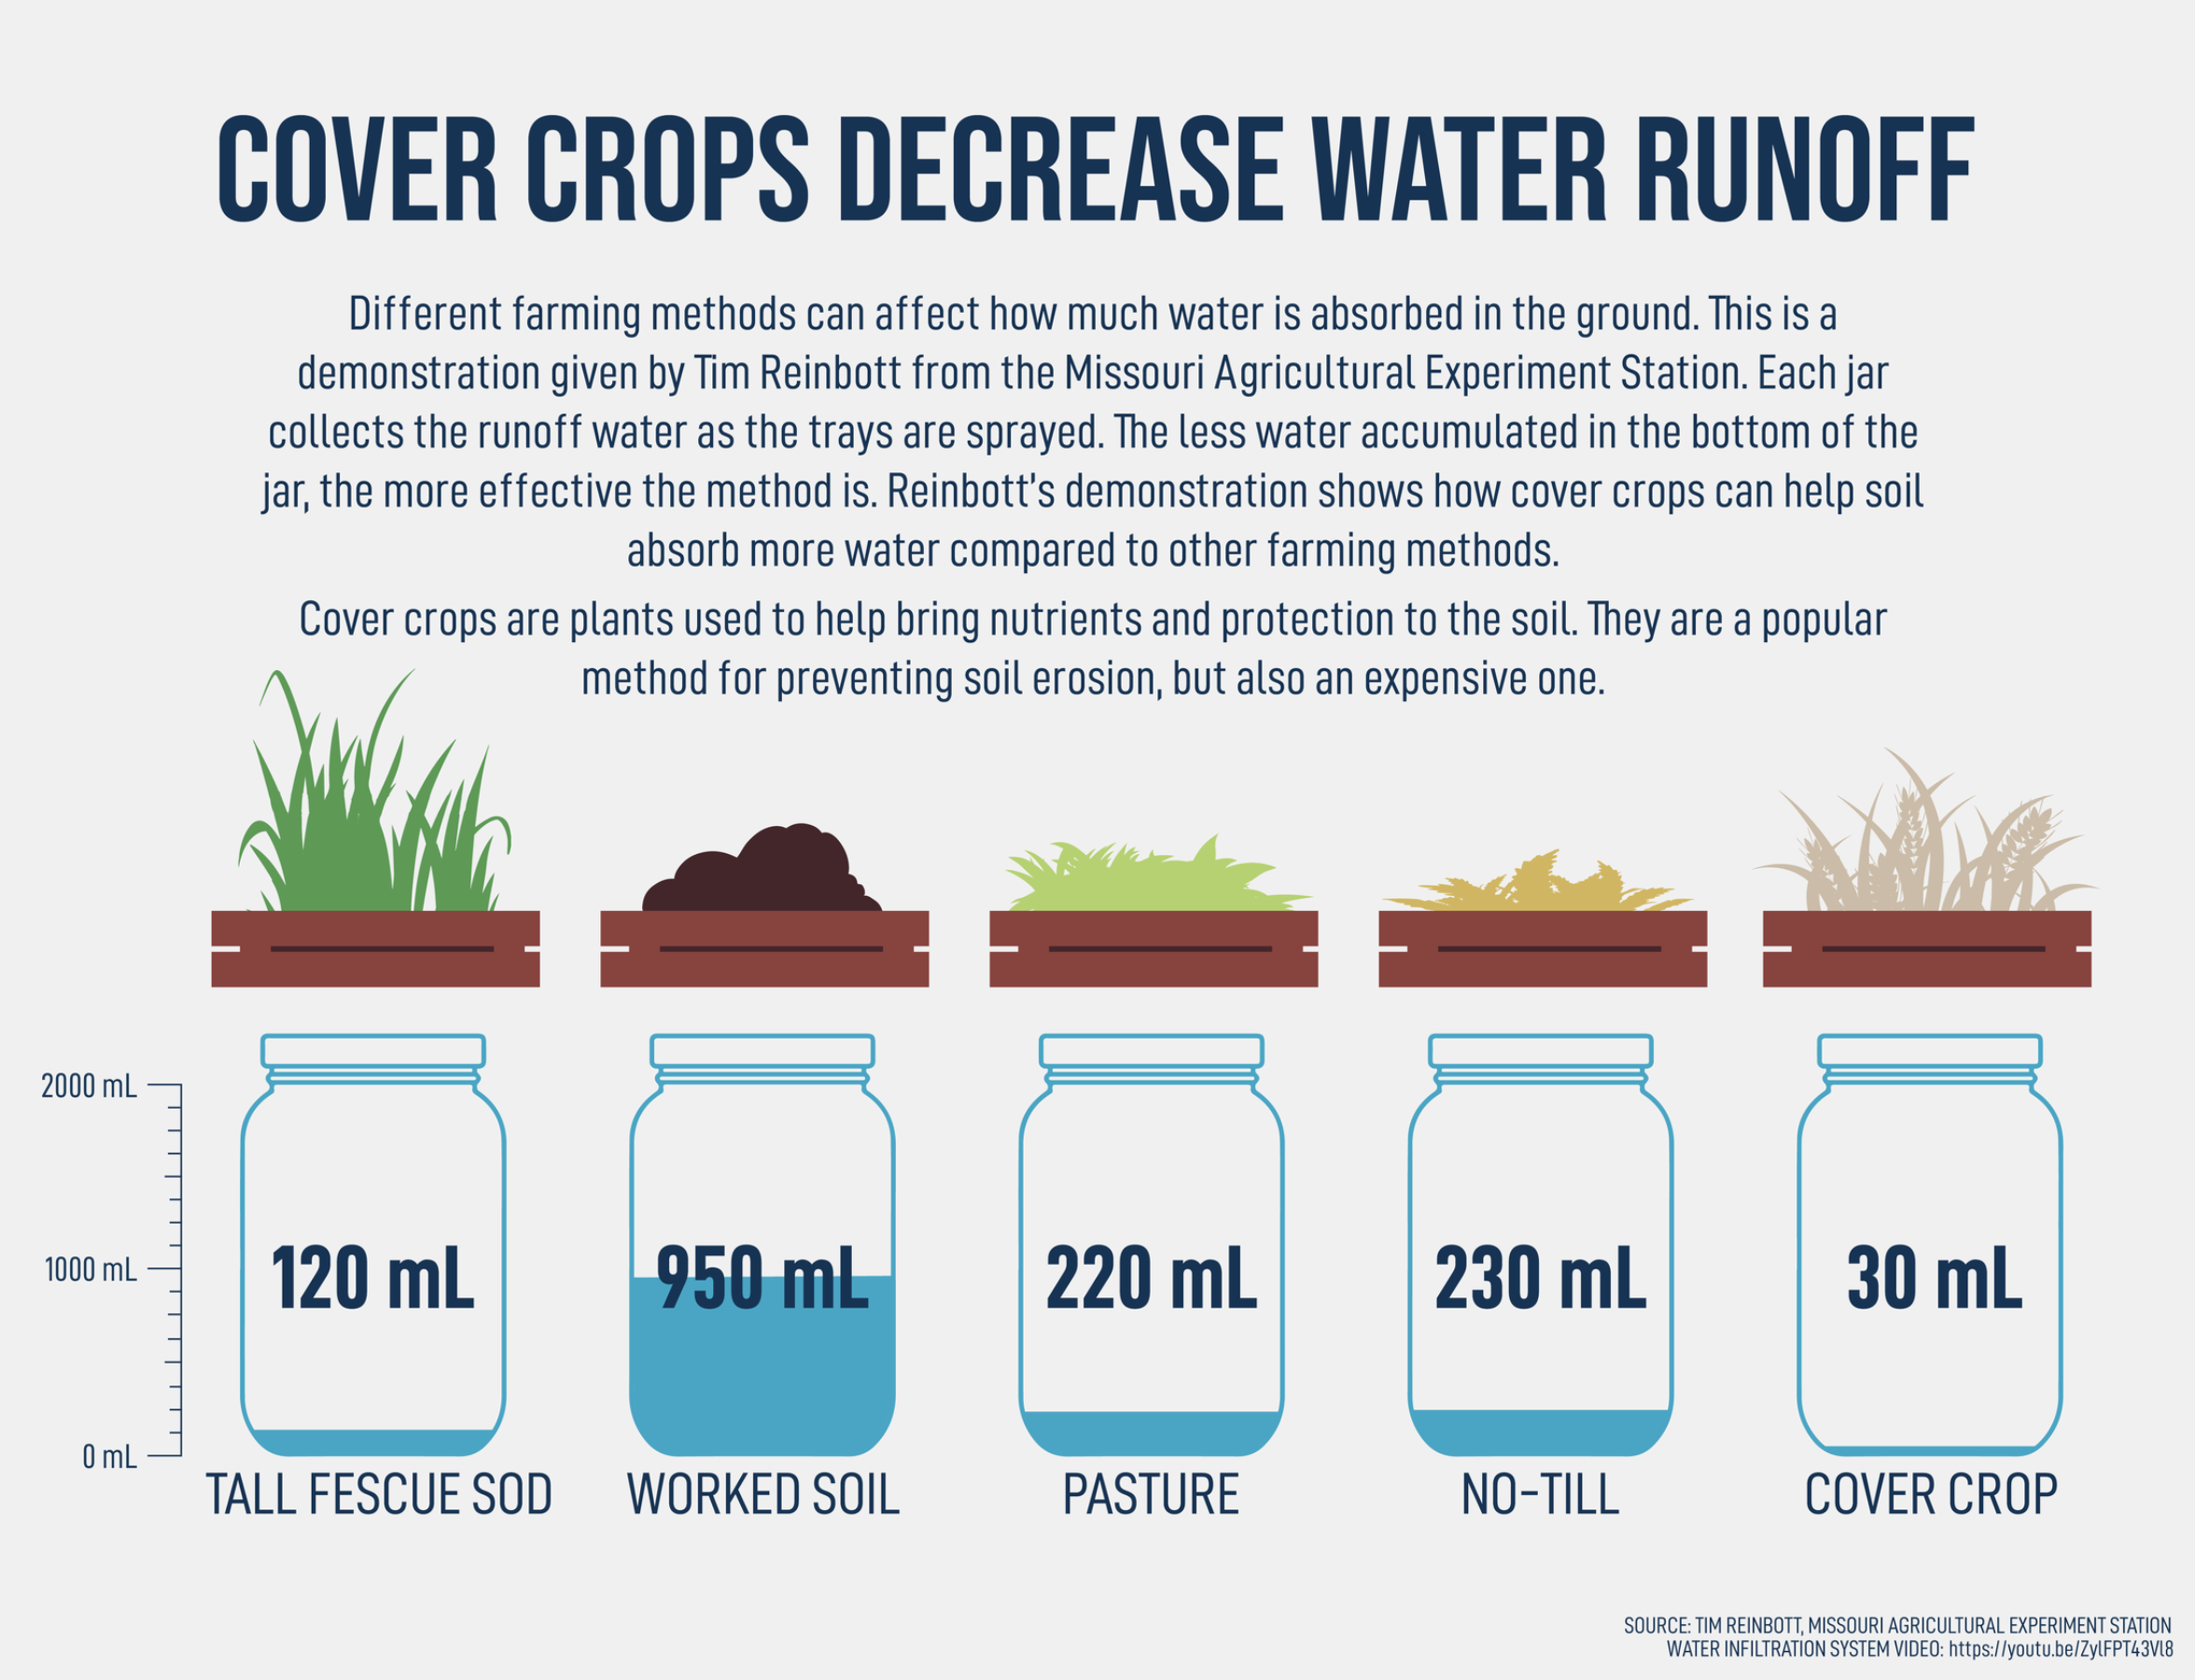 COVER CROPS DECREASE WATER RUNOFF
Different farming methods can affect how much water is absorbed in the ground. This is a
demonstration given by Tim Reinbott from the Missouri Agricultural Experiment Station. Each jar
collects the runoff water as the trays are sprayed. The less water accumulated in the bottom of the
jar, the more effective the method is. Reinbott's demonstration shows how cover crops can help soil
absorb more water compared to other farming methods.
Cover crops are plants used to help bring nutrients and protection to the soil. They are a popular
method for preventing soil erosion, but also an expensive one.
2000 mL
1000 mL
0 mL
120 mL
950 mL
220 mL
230 mL
30 mL
TALL FESCUE SOD
WORKED SOIL
PASTURE
NO-TILL
COVER CROP
SOURCE: TIM REINBOTT, MISSOURI AGRICULTURAL EXPERIMENT STATION
WATER INFILTRATION SYSTEM VIDEO: https://youtu.be/ZylFPT43Vl8